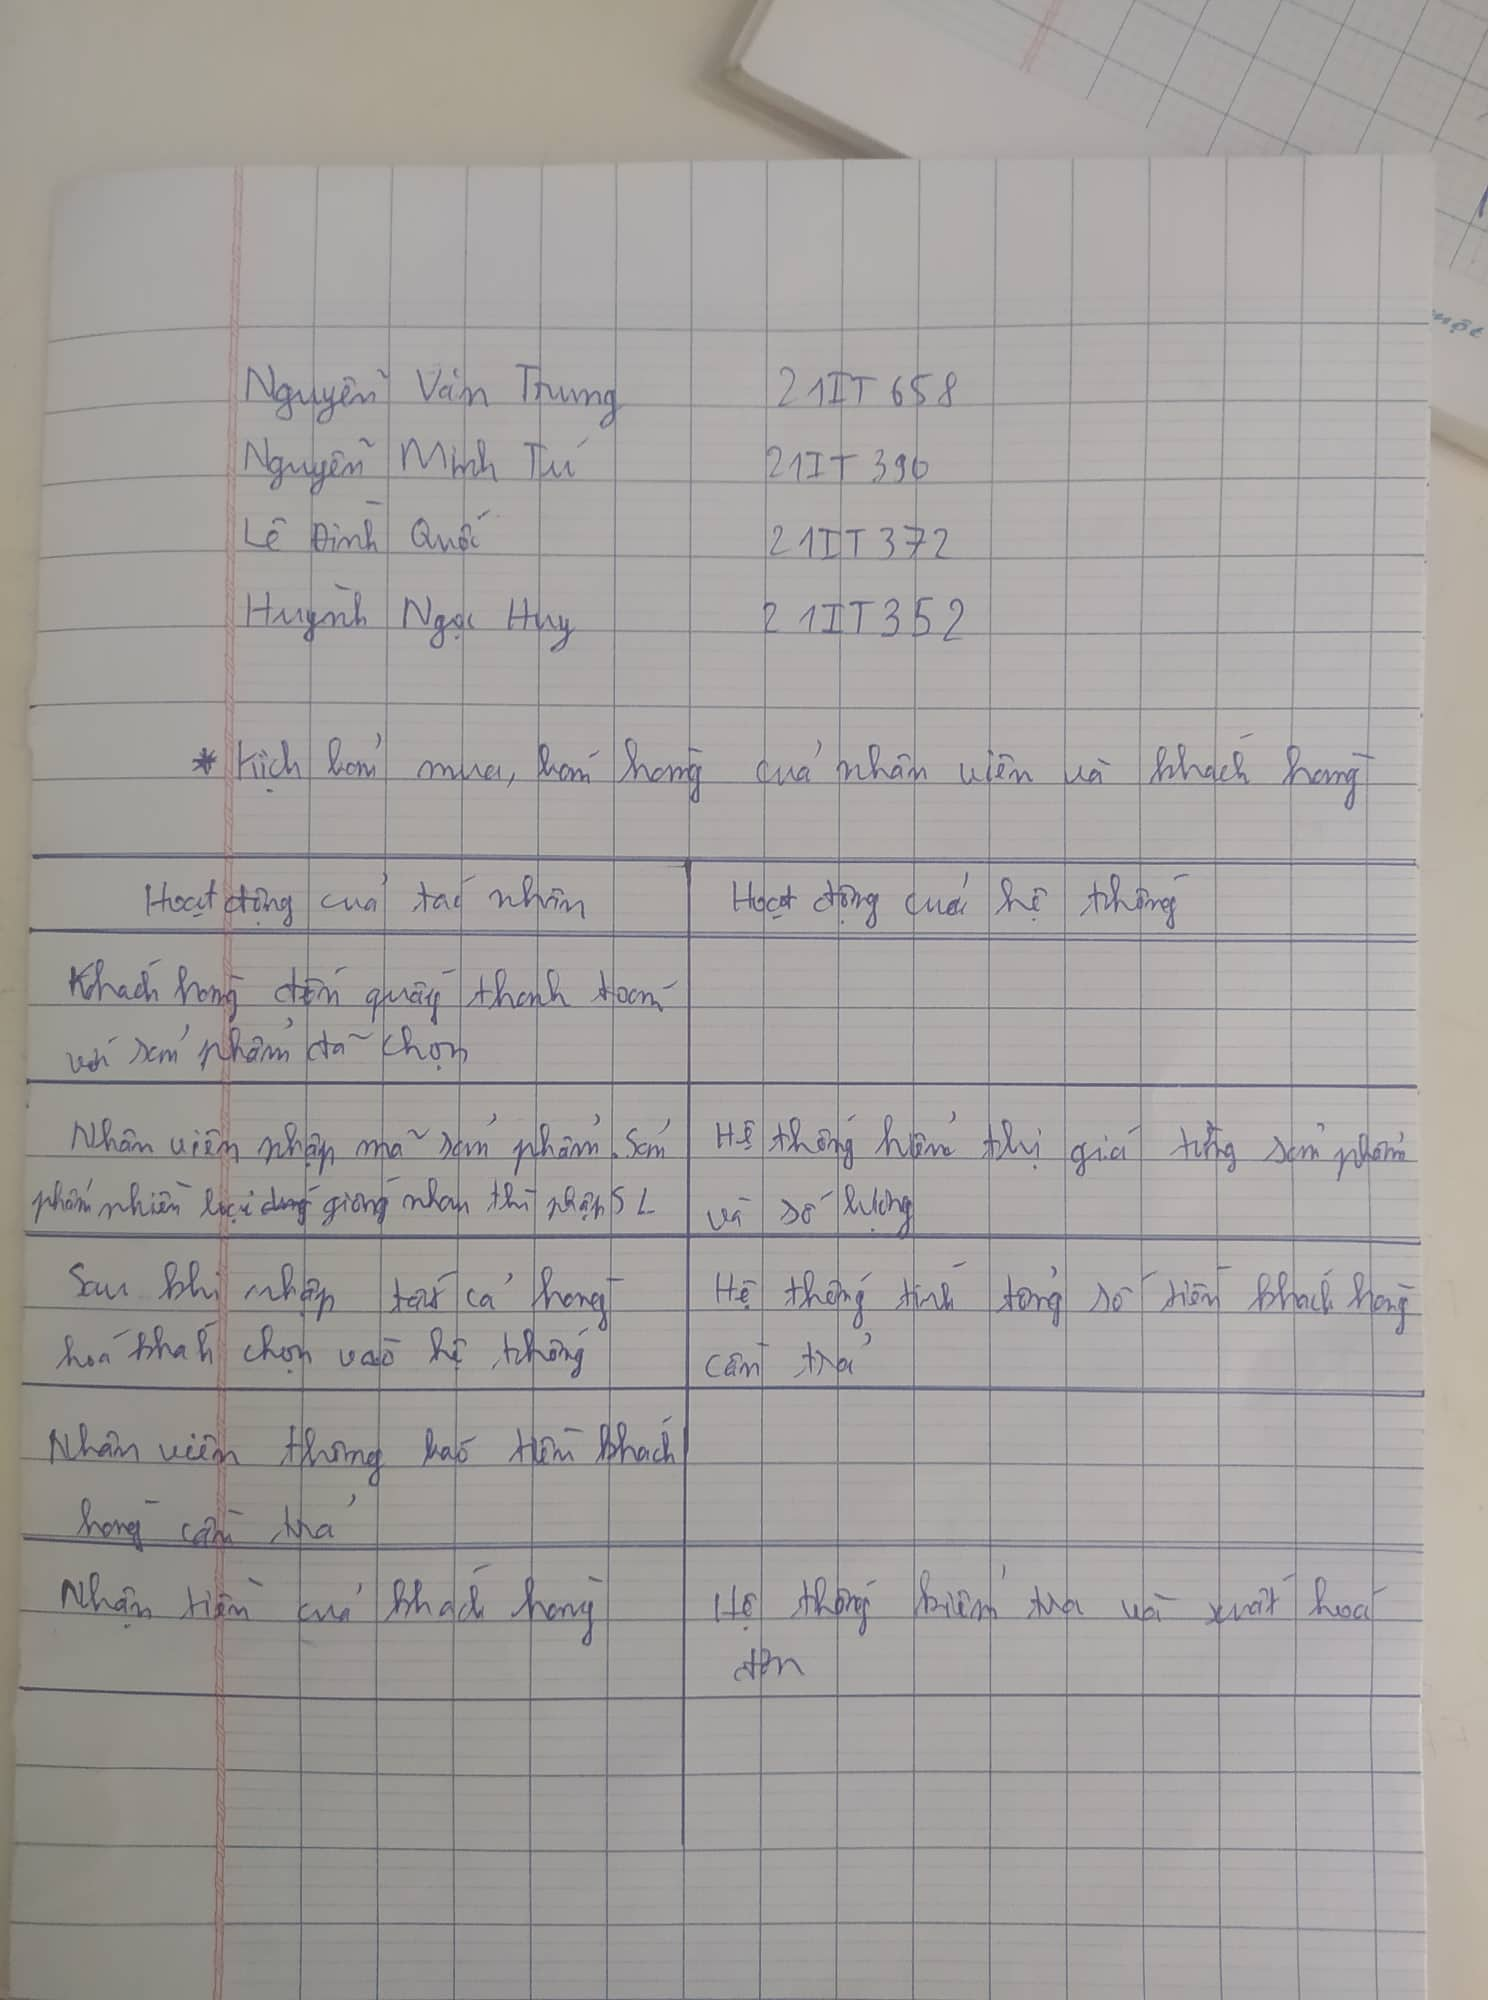 Nguyễn Văn Trung 21IT658
Nguyễn Minh Tú 21IT390
Lê Đình Quốc 21IT372
Huỳnh Ngọc Huy 21IT352
* Kịch bản mua, bán hàng của nhân viên và khách hàng
Hoạt động của tác nhân
Hoạt động của hệ thống
Khách hàng đến quầy thanh toán
với sản phẩm đã chọn
Nhân viên nhập mã sản phẩm. Sản
phẩm nhiều loại giống nhau thì nhập SL
Hệ thống hiện thị giá từng sản phẩm
và số lượng
Sau khi nhập tất cả hàng
hoá khách chọn vào hệ thống
Hệ thống tính tổng số tiền khách hàng
cần trả
Nhân viên thông báo tiền khách
hàng cần trả
Nhận tiền của khách hàng
Hệ thống kiểm tra và xuất hoá
đơn
một